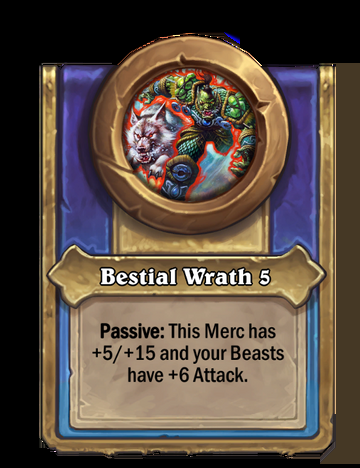 Bestial Wrath 5
Passive: This Merc has
+5/+15 and your Beasts
have +6 Attack.